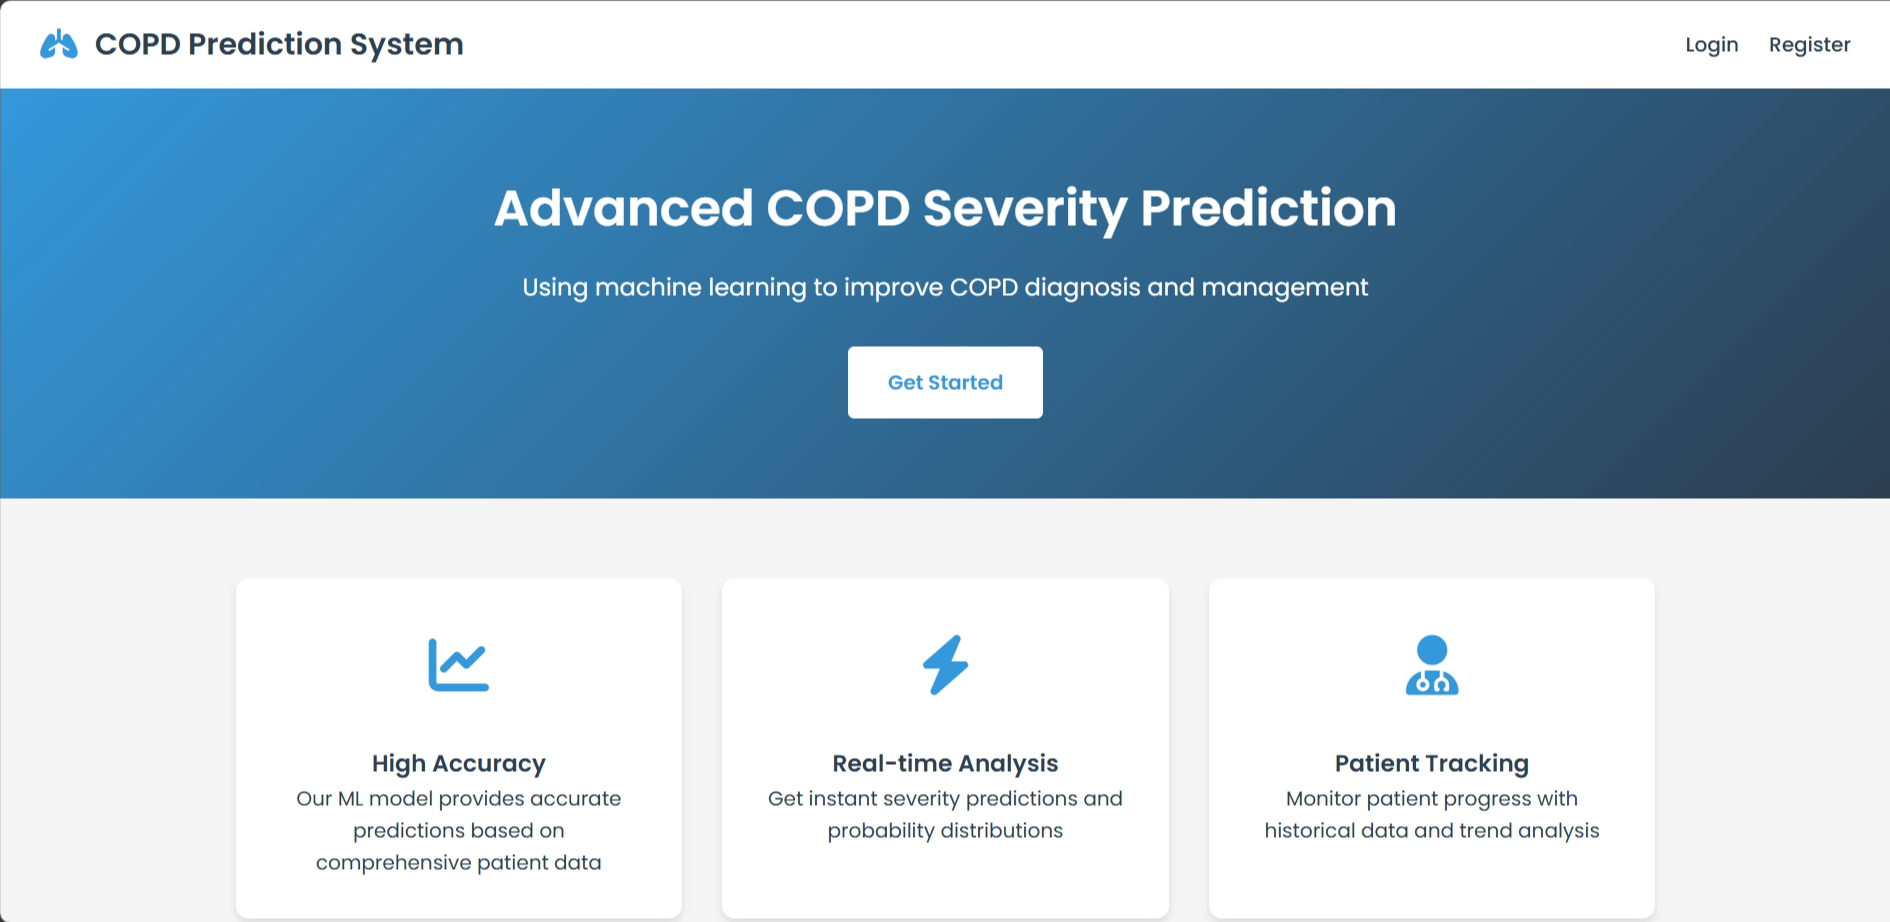 COPD Prediction System
Login
Register
Advanced COPD Severity Prediction
Using machine learning to improve COPD diagnosis and management
Get Started
High Accuracy
Our ML model provides accurate
predictions based on
comprehensive patient data
Real-time Analysis
Get instant severity predictions and
probability distributions
Patient Tracking
Monitor patient progress with
historical data and trend analysis